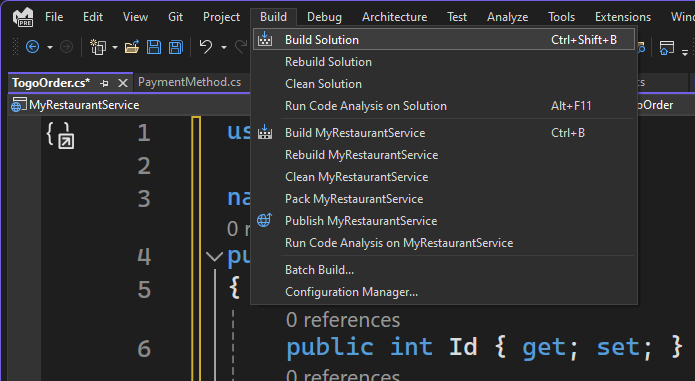 File Edit View Git Project Build Debug Architecture Test Analyze Tools Extensions Window
PRE
Build Solution Ctrl+Shift+B
Rebuild Solution
Clean Solution
Run Code Analysis on Solution Alt+F11
Build MyRestaurantService Ctrl+B
Rebuild MyRestaurantService
Clean MyRestaurantService
Pack MyRestaurantService
Publish MyRestaurantService
Run Code Analysis on MyRestaurantService
Batch Build...
Configuration Manager...
TogoOrder.cs* PaymentMethod.cs
MyRestaurantService
1
2
3
4
5 {
0 references
6 public int Id { get; set; }
0 references